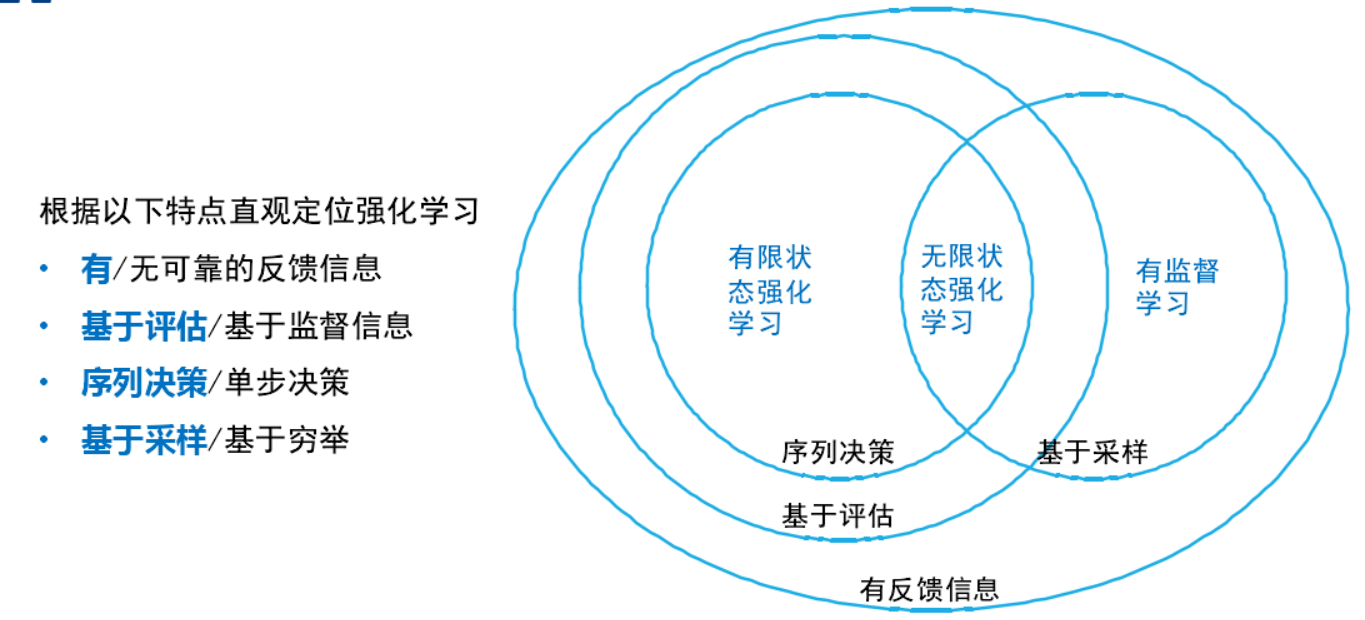 根据以下特点直观定位强化学习
• 有/无可靠的反馈信息
• 基于评估/基于监督信息
• 序列决策/单步决策
• 基于采样/基于穷举
有限状
态强化
学习
无限状
态强化
学习
有监督
学习
序列决策
基于采样
基于评估
有反馈信息